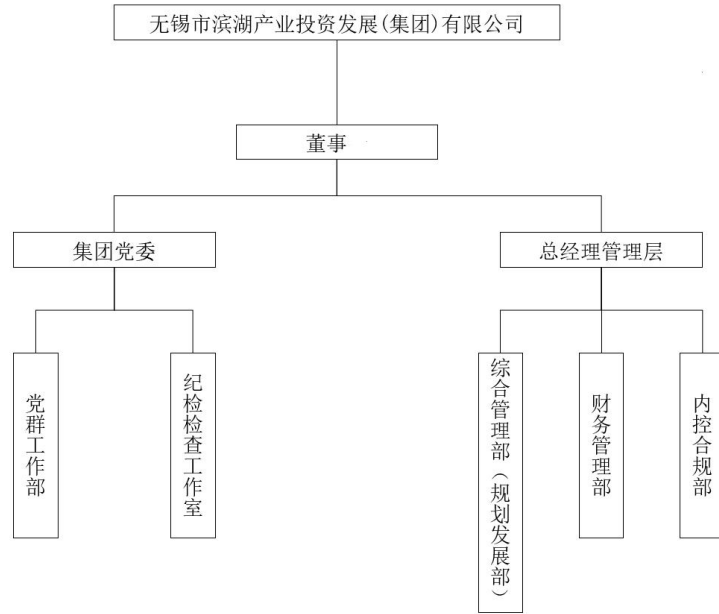 无锡市滨湖产业投资发展(集团)有限公司
董事
集团党委
总经理管理层
党群工作部
纪检检查工作室
综合管理部（规划发展部）
财务管理部
内控合规部